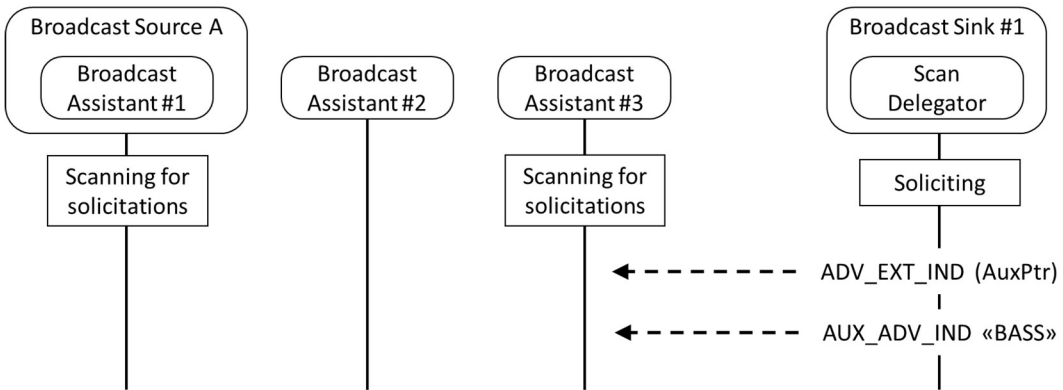 Broadcast Source A
Broadcast
Assistant #1
Broadcast
Assistant #2
Broadcast
Assistant #3
Broadcast Sink #1
Scan
Delegator
Scanning for
solicitations
Scanning for
solicitations
Soliciting
ADV_EXT_IND (AuxPtr)
AUX_ADV_IND «BASS»